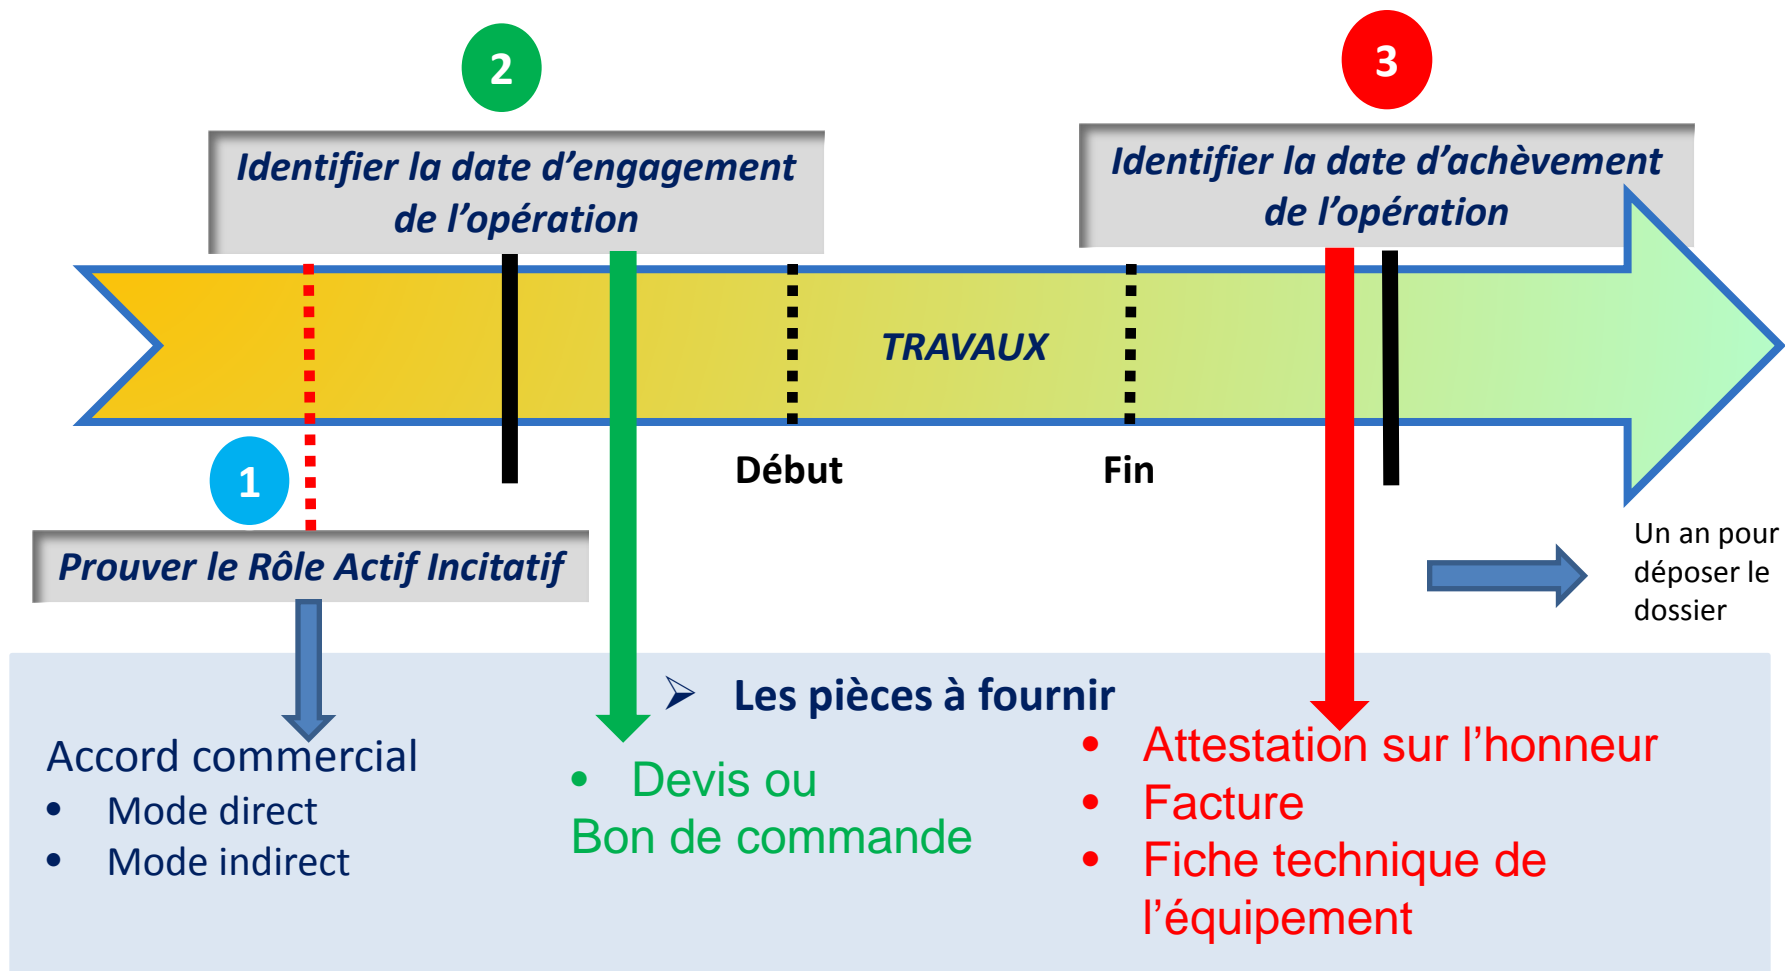 2
3
Identifier la date d’engagement
de l’opération
Identifier la date d’achèvement
de l’opération
TRAVAUX
Début
Fin
1
Prouver le Rôle Actif Incitatif
Un an pour
déposer le
dossier
➢ Les pièces à fournir
Accord commercial
• Mode direct
• Mode indirect
• Devis ou
Bon de commande
• Attestation sur l’honneur
• Facture
• Fiche technique de
l’équipement